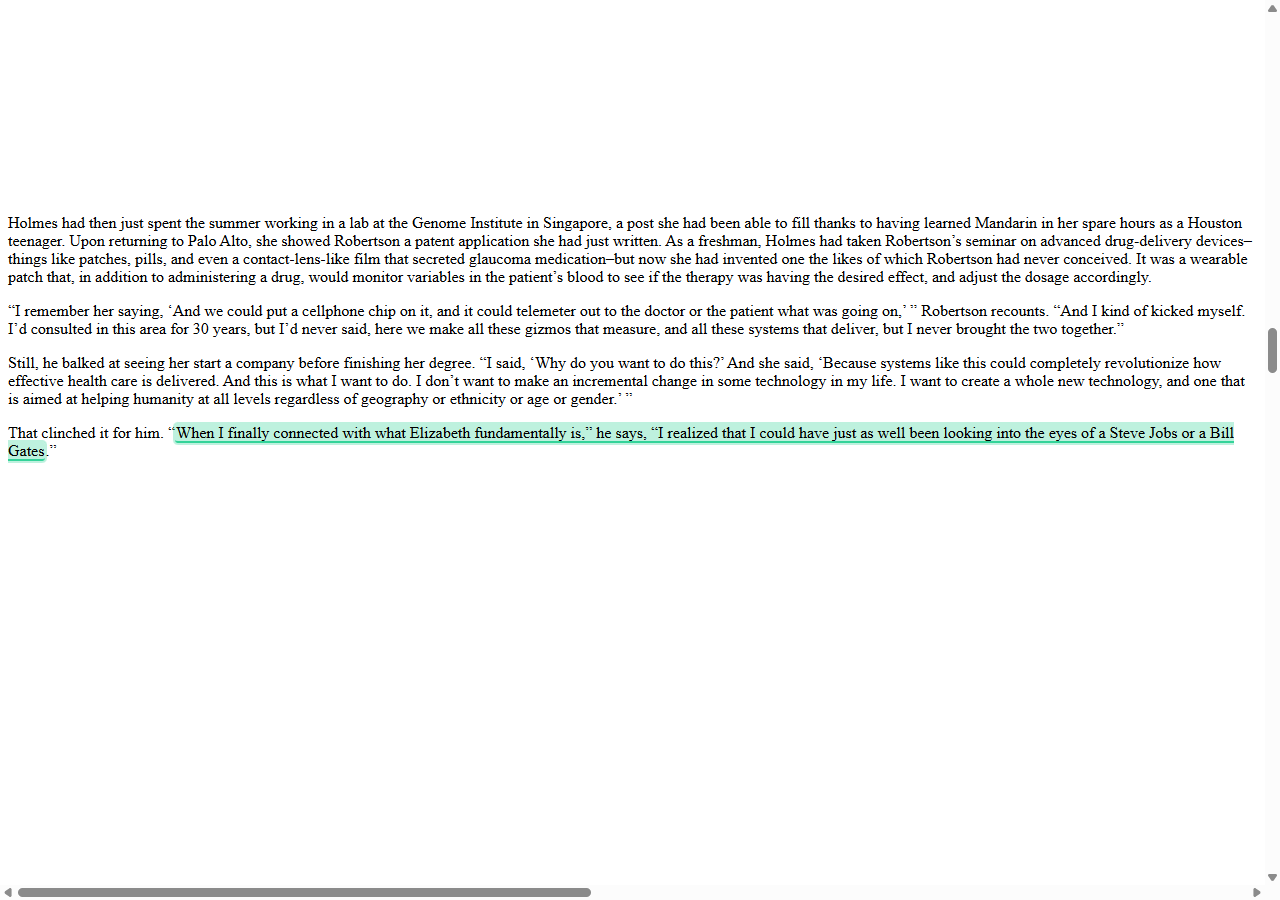 Holmes had then just spent the summer working in a lab at the Genome Institute in Singapore, a post she had been able to fill thanks to having learned Mandarin in her spare hours as a Houston
teenager. Upon returning to Palo Alto, she showed Robertson a patent application she had just written. As a freshman, Holmes had taken Robertson’s seminar on advanced drug-delivery devices–
things like patches, pills, and even a contact-lens-like film that secreted glaucoma medication–but now she had invented one the likes of which Robertson had never conceived. It was a wearable
patch that, in addition to administering a drug, would monitor variables in the patient’s blood to see if the therapy was having the desired effect, and adjust the dosage accordingly.
“I remember her saying, ‘And we could put a cellphone chip on it, and it could telemeter out to the doctor or the patient what was going on,’ ” Robertson recounts. “And I kind of kicked myself.
I’d consulted in this area for 30 years, but I’d never said, here we make all these gizmos that measure, and all these systems that deliver, but I never brought the two together.”
Still, he balked at seeing her start a company before finishing her degree. “I said, ‘Why do you want to do this?’ And she said, ‘Because systems like this could completely revolutionize how
effective health care is delivered. And this is what I want to do. I don’t want to make an incremental change in some technology in my life. I want to create a whole new technology, and one that
is aimed at helping humanity at all levels regardless of geography or ethnicity or age or gender.’ ”
That clinched it for him. “When I finally connected with what Elizabeth fundamentally is,” he says, “I realized that I could have just as well been looking into the eyes of a Steve Jobs or a Bill
Gates.”